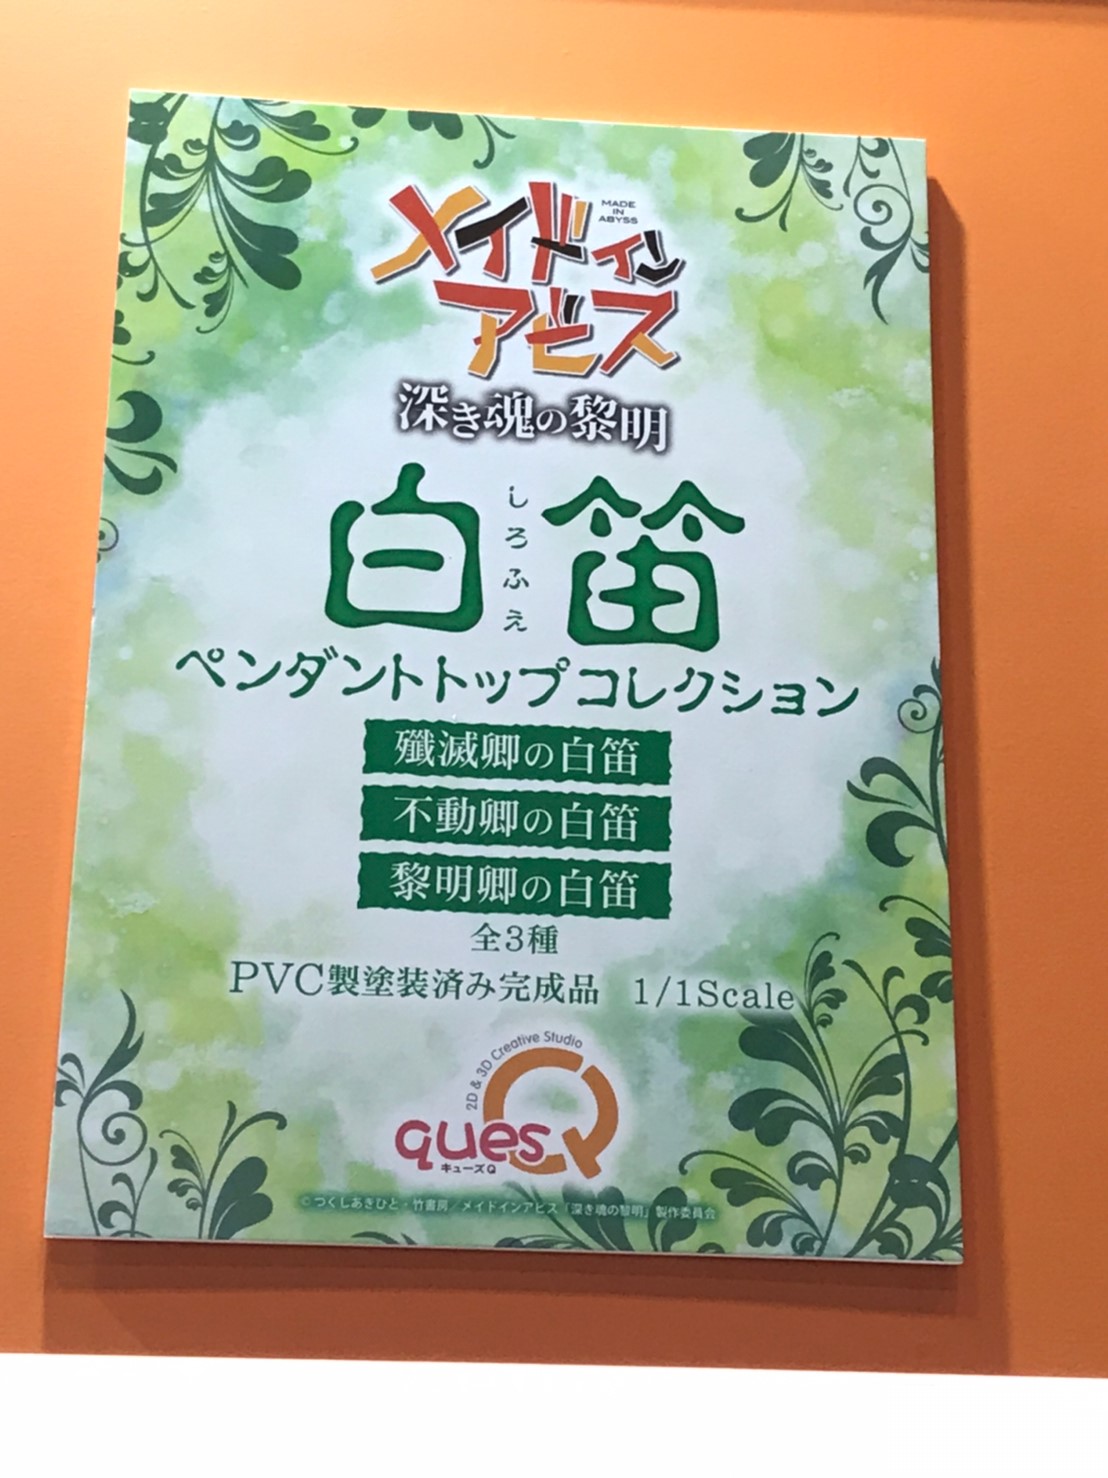 メイドイン
MADE
IN
ABYSS
アビス
深き魂の黎明
白笛
しろふえ
ペンダントトップコレクション
殲滅卿の白笛
不動卿の白笛
黎明卿の白笛
全3種
PVC製塗装済み完成品 1/1Scale
2D & 3D Creative Studio
quesQ
キューズQ
©つくしあきひと・竹書房／メイドインアビス「深き魂の黎明」製作委員会